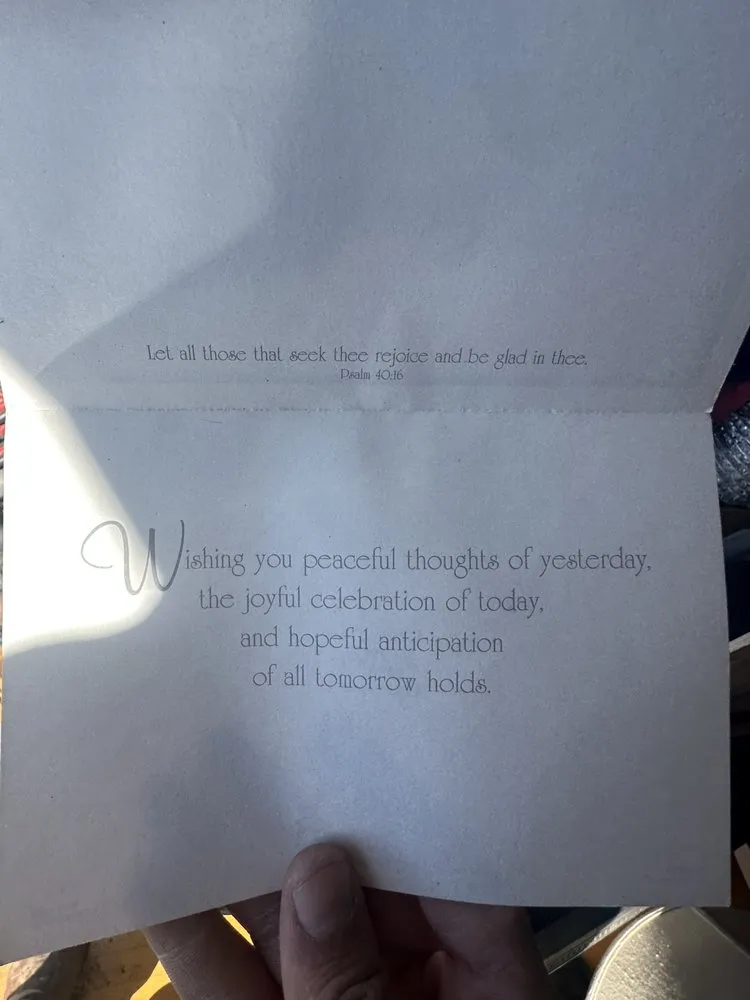 Let all those that seek thee rejoice and be glad in thee.
Psalm 40:16
Wishing you peaceful thoughts of yesterday,
the joyful celebration of today,
and hopeful anticipation
of all tomorrow holds.